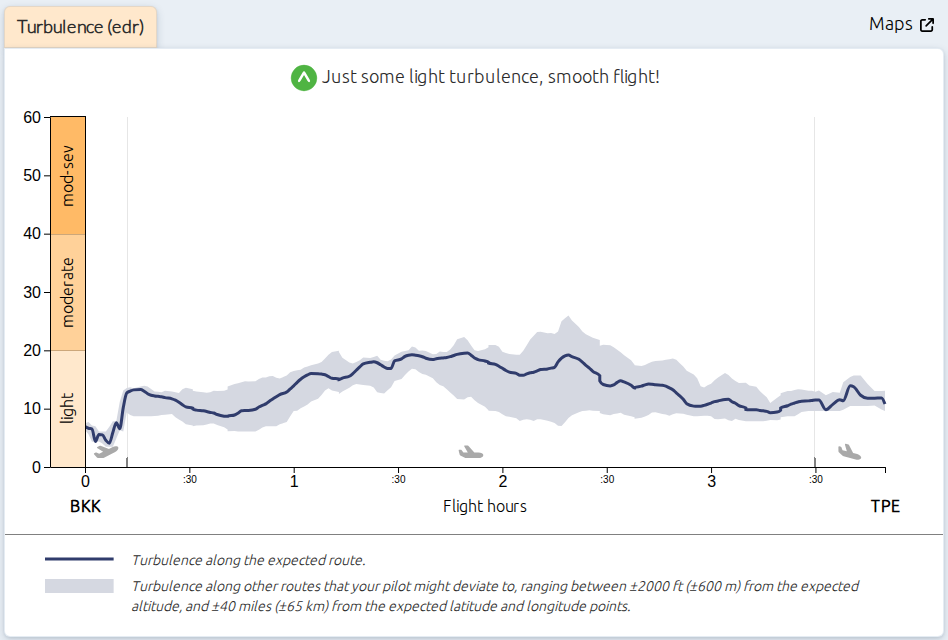 Turbulence (edr)
Maps
Just some light turbulence, smooth flight!
60
50
40
30
20
10
0
mod-sev
moderate
light
0
:30
1
:30
2
:30
3
:30
BKK
Flight hours
TPE
Turbulence along the expected route.
Turbulence along other routes that your pilot might deviate to, ranging between ±2000 ft (±600 m) from the expected
altitude, and ±40 miles (±65 km) from the expected latitude and longitude points.